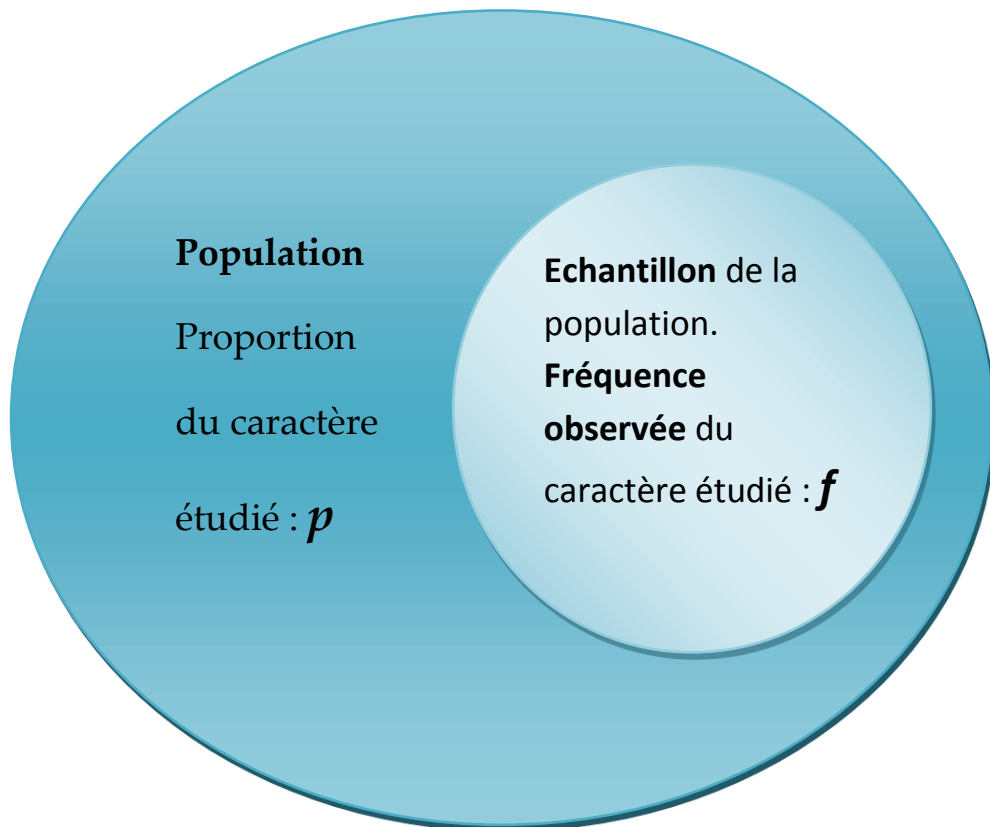 Population
Proportion
du caractère
étudié : p
Echantillon de la
population.
Fréquence
observée du
caractère étudié : f